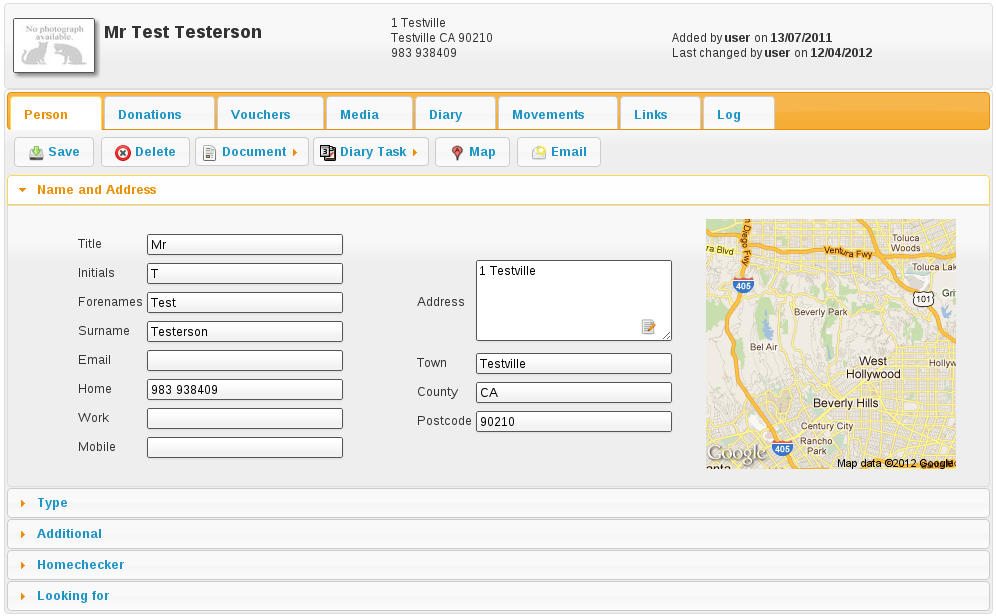 No photograph
available.
Mr Test Testerson
1 Testville
Testville CA 90210
983 938409
Added by user on 13/07/2011
Last changed by user on 12/04/2012
Person Donations Vouchers Media Diary Movements Links Log
Save Delete Document Diary Task Map Email
Name and Address
Title Mr
Initials T
Forenames Test
Surname Testerson
Email
Home 983 938409
Work
Mobile
Address 1 Testville
Town Testville
County CA
Postcode 90210
n Diego Fwy
ra Blvd
Ventura Fwy
Toluca
Woods
Toluca Lak
405
101
Gri
Beverly Park
Bel Air
West
Hollywood
Hollyw
Beverly Hills
Century City
Rancho
Park
405
Google
anta
Map data ©2012 Google
Type
Additional
Homechecker
Looking for